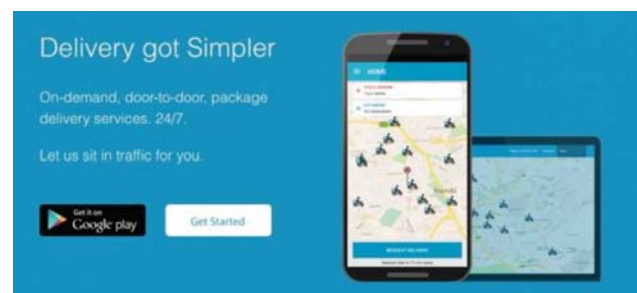 Delivery got Simpler
On-demand, door-to-door, package
delivery services. 24/7.
Let us sit in traffic for you.
Get it on
Google play
Get Started
HOME
REQUEST DELIVERY